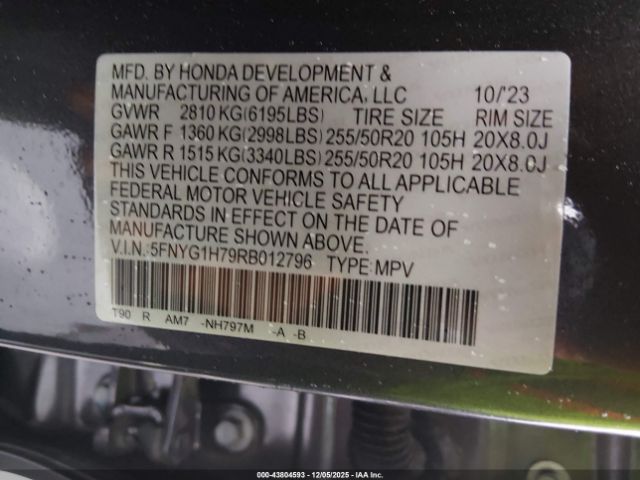 MFD. BY HONDA DEVELOPMENT &
MANUFACTURING OF AMERICA, LLC 10/'23
GVWR 2810 KG(6195LBS) TIRE SIZE RIM SIZE
GAWR F 1360 KG(2998LBS) 255/50R20 105H 20X8.0J
GAWR R 1515 KG(3340LBS) 255/50R20 105H 20X8.0J
THIS VEHICLE CONFORMS TO ALL APPLICABLE
FEDERAL MOTOR VEHICLE SAFETY
STANDARDS IN EFFECT ON THE DATE OF
MANUFACTURE SHOWN ABOVE.
V.I.N.:5FNYG1H79RB012796 TYPE:MPV
T90 R AM7 -NH797M -A -B
000-43804593 | 12/05/2025 | IAA Inc.